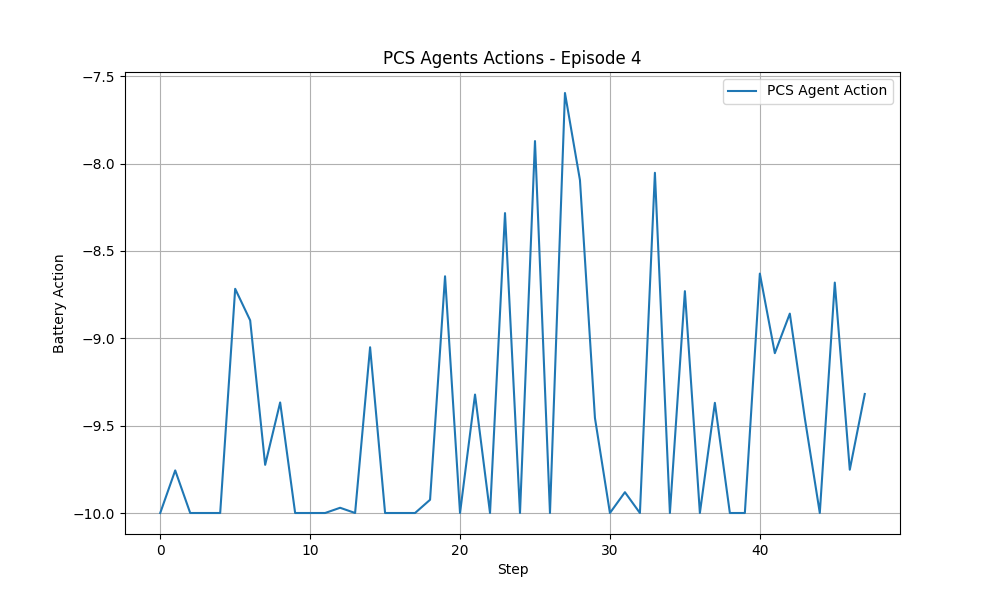 PCS Agents Actions - Episode 4
PCS Agent Action
Battery Action
−7.5
−8.0
−8.5
−9.0
−9.5
−10.0
0 10 20 30 40
Step